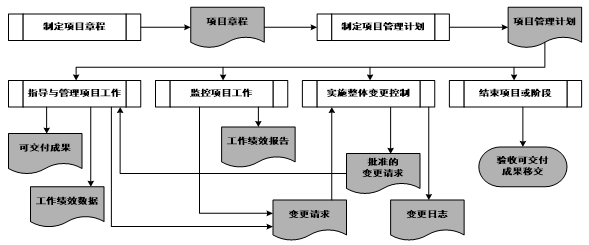 制定项目章程
项目章程
制定项目管理计划
项目管理计划
指导与管理项目工作
监控项目工作
实施整体变更控制
结束项目或阶段
可交付成果
工作绩效报告
批准的
变更请求
验收可交付
成果移交
工作绩效数据
变更请求
变更日志